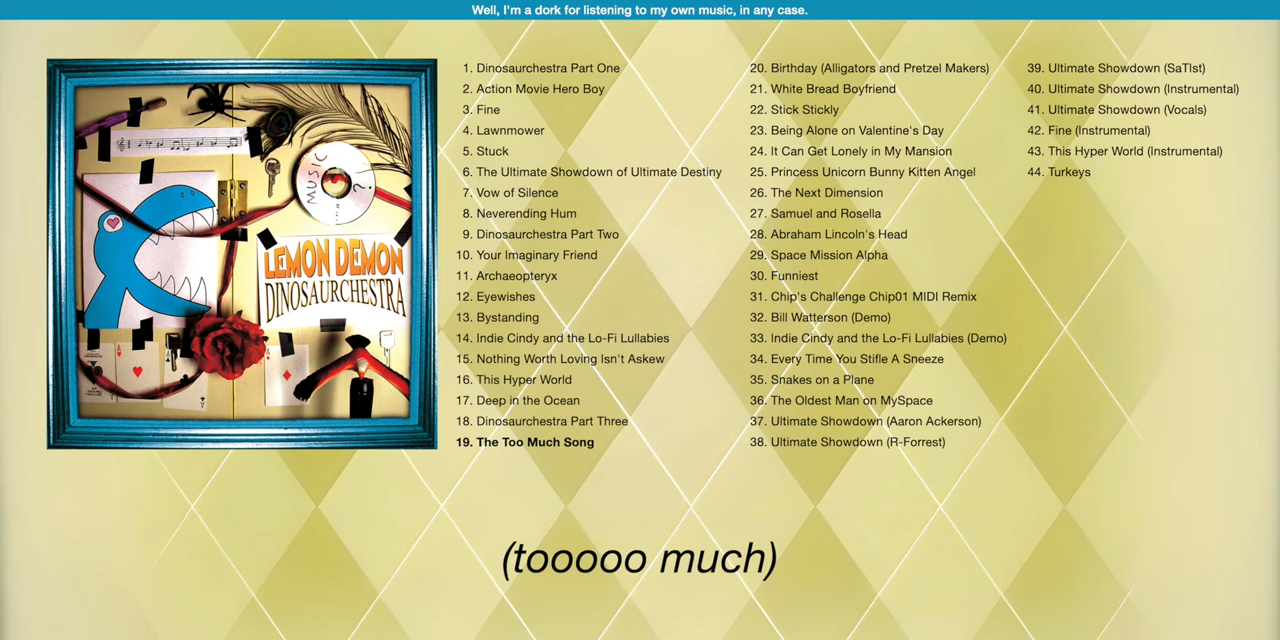 Well, I'm a dork for listening to my own music, in any case.
MUSIC
...!?
LEMON DEMON
DINOSAURCHESTRA
1. Dinosaurchestra Part One
2. Action Movie Hero Boy
3. Fine
4. Lawnmower
5. Stuck
6. The Ultimate Showdown of Ultimate Destiny
7. Vow of Silence
8. Neverending Hum
9. Dinosaurchestra Part Two
10. Your Imaginary Friend
11. Archaeopteryx
12. Eyewishes
13. Bystanding
14. Indie Cindy and the Lo-Fi Lullabies
15. Nothing Worth Loving Isn't Askew
16. This Hyper World
17. Deep in the Ocean
18. Dinosaurchestra Part Three
19. The Too Much Song
20. Birthday (Alligators and Pretzel Makers)
21. White Bread Boyfriend
22. Stick Stickly
23. Being Alone on Valentine's Day
24. It Can Get Lonely in My Mansion
25. Princess Unicorn Bunny Kitten Angel
26. The Next Dimension
27. Samuel and Rosella
28. Abraham Lincoln's Head
29. Space Mission Alpha
30. Funniest
31. Chip's Challenge Chip01 MIDI Remix
32. Bill Watterson (Demo)
33. Indie Cindy and the Lo-Fi Lullabies (Demo)
34. Every Time You Stifle A Sneeze
35. Snakes on a Plane
36. The Oldest Man on MySpace
37. Ultimate Showdown (Aaron Ackerson)
38. Ultimate Showdown (R-Forrest)
39. Ultimate Showdown (SaTIst)
40. Ultimate Showdown (Instrumental)
41. Ultimate Showdown (Vocals)
42. Fine (Instrumental)
43. This Hyper World (Instrumental)
44. Turkeys
(tooooo much)